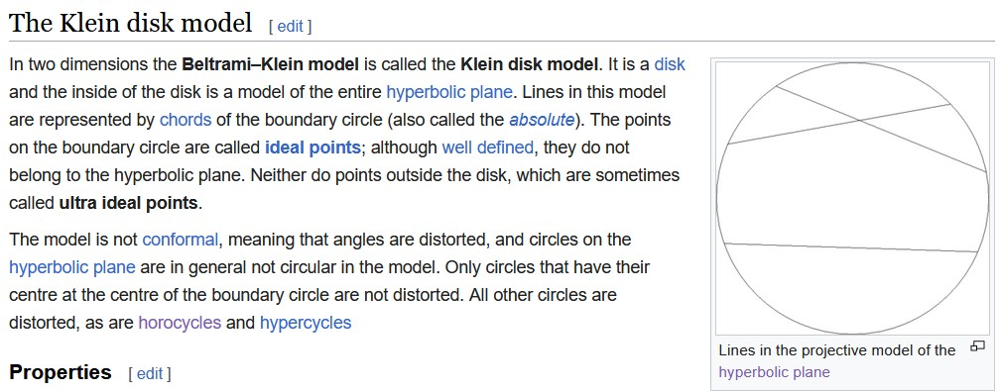 The Klein disk model [ edit ]
In two dimensions the Beltrami–Klein model is called the Klein disk model. It is a disk
and the inside of the disk is a model of the entire hyperbolic plane. Lines in this model
are represented by chords of the boundary circle (also called the absolute). The points
on the boundary circle are called ideal points; although well defined, they do not
belong to the hyperbolic plane. Neither do points outside the disk, which are sometimes
called ultra ideal points.
The model is not conformal, meaning that angles are distorted, and circles on the
hyperbolic plane are in general not circular in the model. Only circles that have their
centre at the centre of the boundary circle are not distorted. All other circles are
distorted, as are horocycles and hypercycles
Properties [ edit ]
Lines in the projective model of the
hyperbolic plane